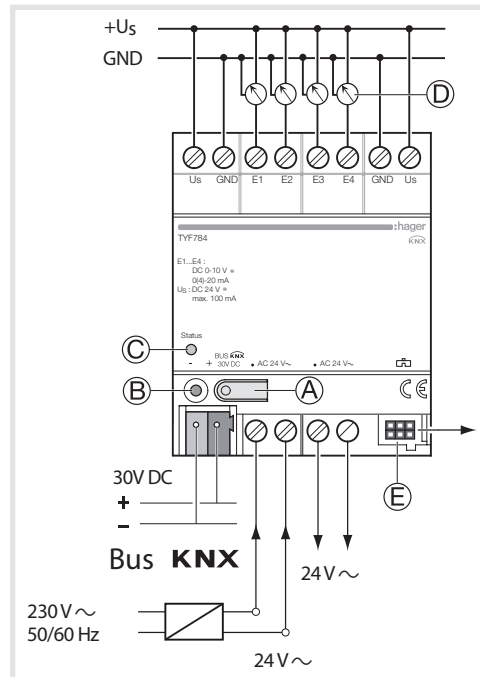 +Us
GND
D
Us GND E1 E2 E3 E4 GND Us
:hager
KNX
TYF784
E1...E4 :
DC 0-10 V
0(4)-20 mA
Us : DC 24 V
max. 100 mA
Status
C
- + BUS KNX 30V DC • AC 24 V~ • AC 24 V~
B
A
CE
E
30V DC
+
–
Bus KNX
24 V~
230 V~
50/60 Hz
24 V~